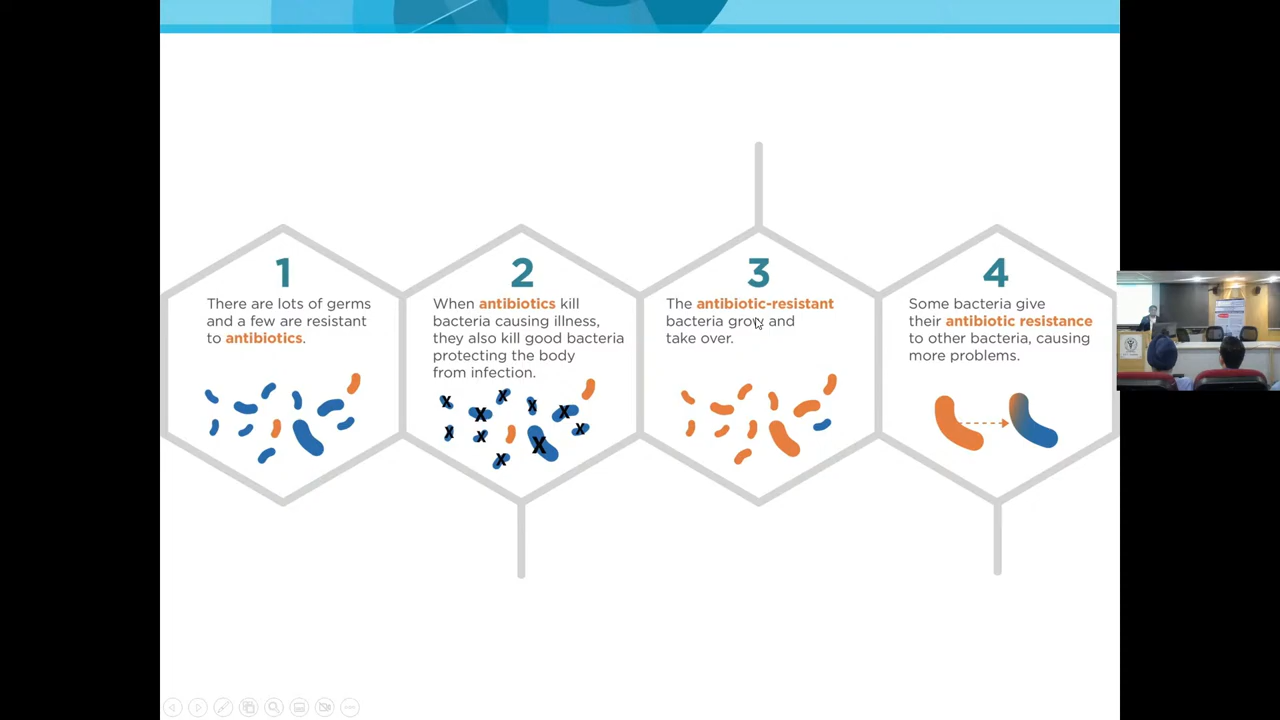 1
There are lots of germs
and a few are resistant
to antibiotics.
2
When antibiotics kill
bacteria causing illness,
they also kill good bacteria
protecting the body
from infection.
X X X X X X X X X X
3
The antibiotic-resistant
bacteria grow and
take over.
4
Some bacteria give
their antibiotic resistance
to other bacteria, causing
more problems.